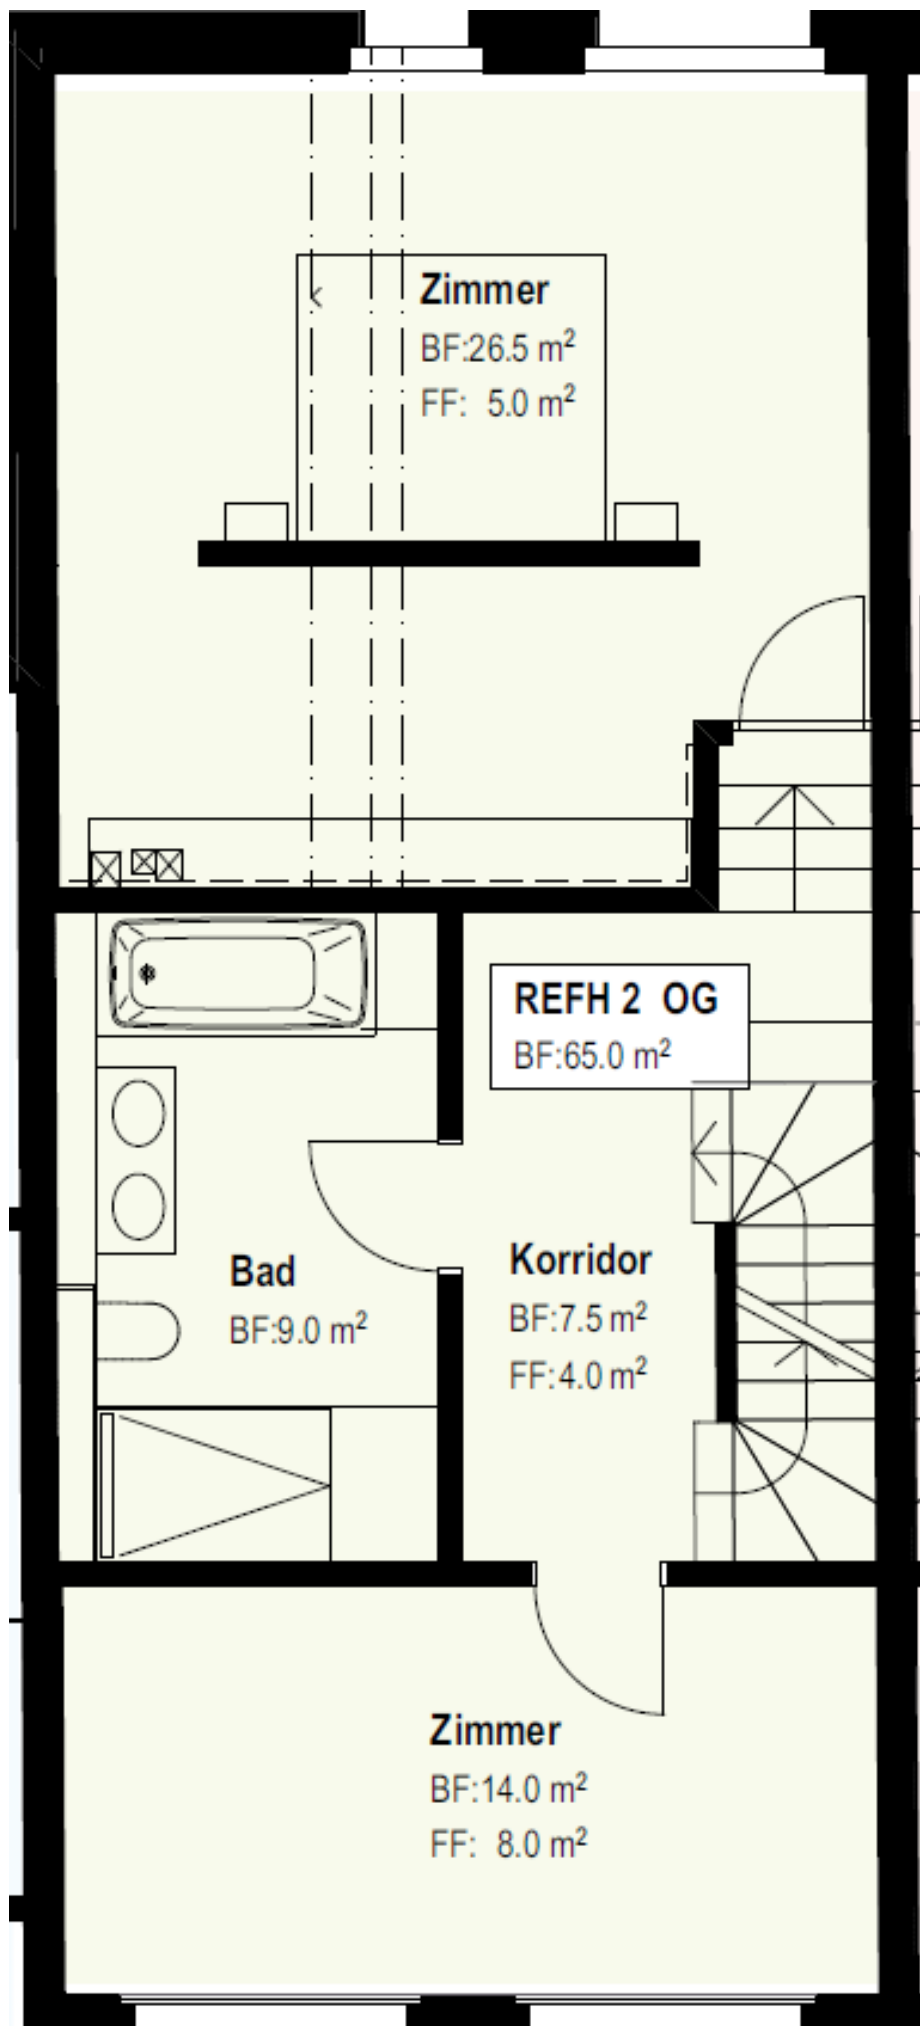 Zimmer
BF:26.5 m²
FF: 5.0 m²
REFH 2 OG
BF:65.0 m²
Bad
BF:9.0 m²
Korridor
BF:7.5 m²
FF:4.0 m²
Zimmer
BF:14.0 m²
FF: 8.0 m²